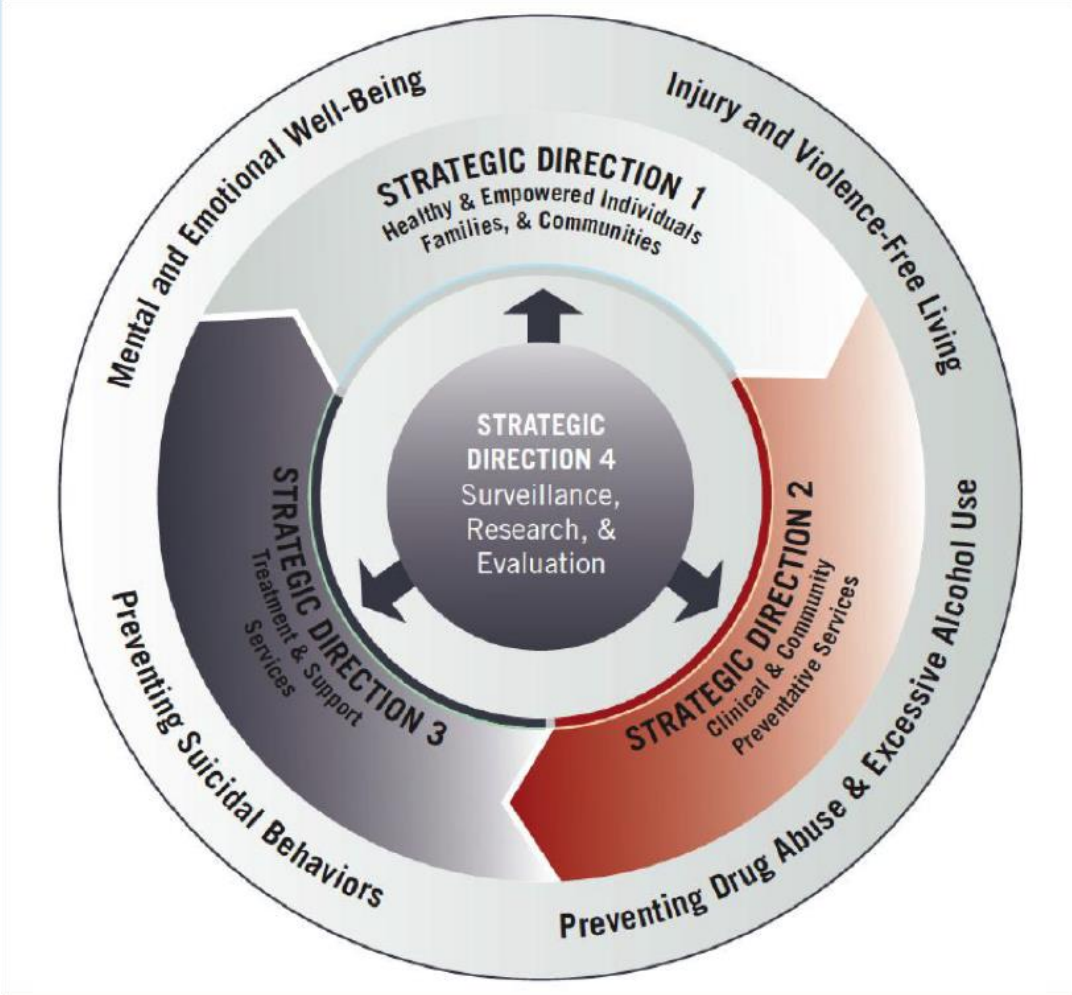 Mental and Emotional Well-Being
Injury and Violence-Free Living
STRATEGIC DIRECTION 1
Healthy & Empowered Individuals
Families, & Communities
STRATEGIC
DIRECTION 4
Surveillance,
Research, &
Evaluation
STRATEGIC DIRECTION 2
Clinical & Community
Preventative Services
STRATEGIC DIRECTION 3
Treatment & Support
Services
Preventing Suicidal Behaviors
Preventing Drug Abuse & Excessive Alcohol Use